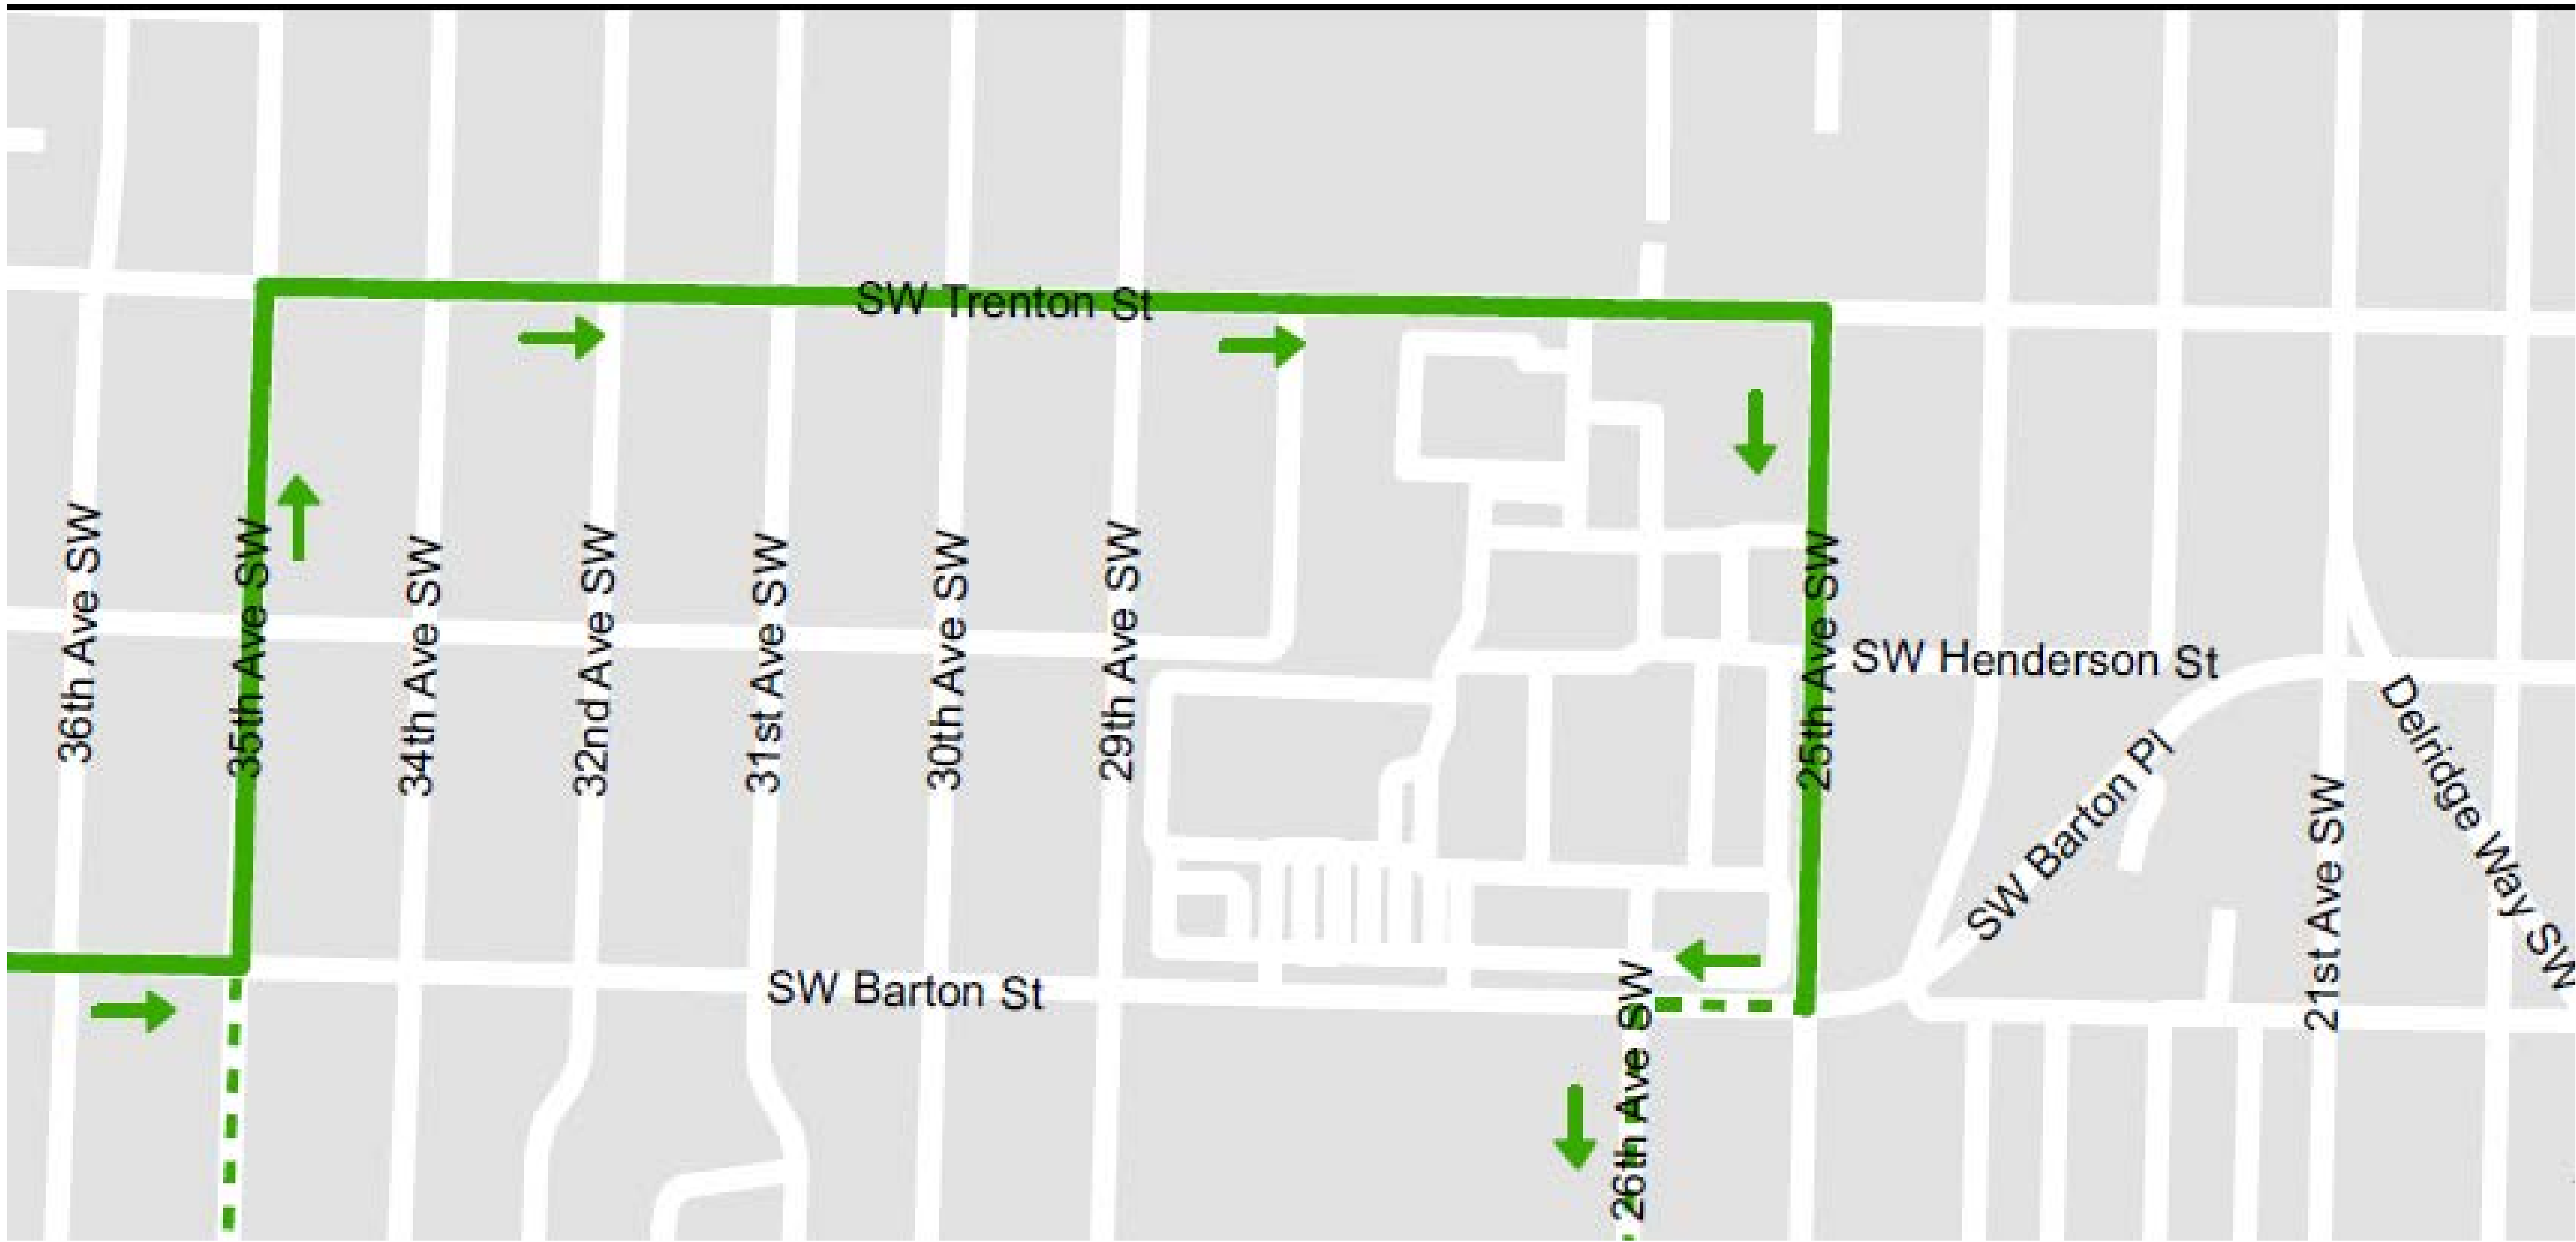 SW Trenton St
36th Ave SW
35th Ave SW
34th Ave SW
32nd Ave SW
31st Ave SW
30th Ave SW
29th Ave SW
25th Ave SW
SW Henderson St
SW Barton Pl
Delridge Way SW
21st Ave SW
SW Barton St
26th Ave SW